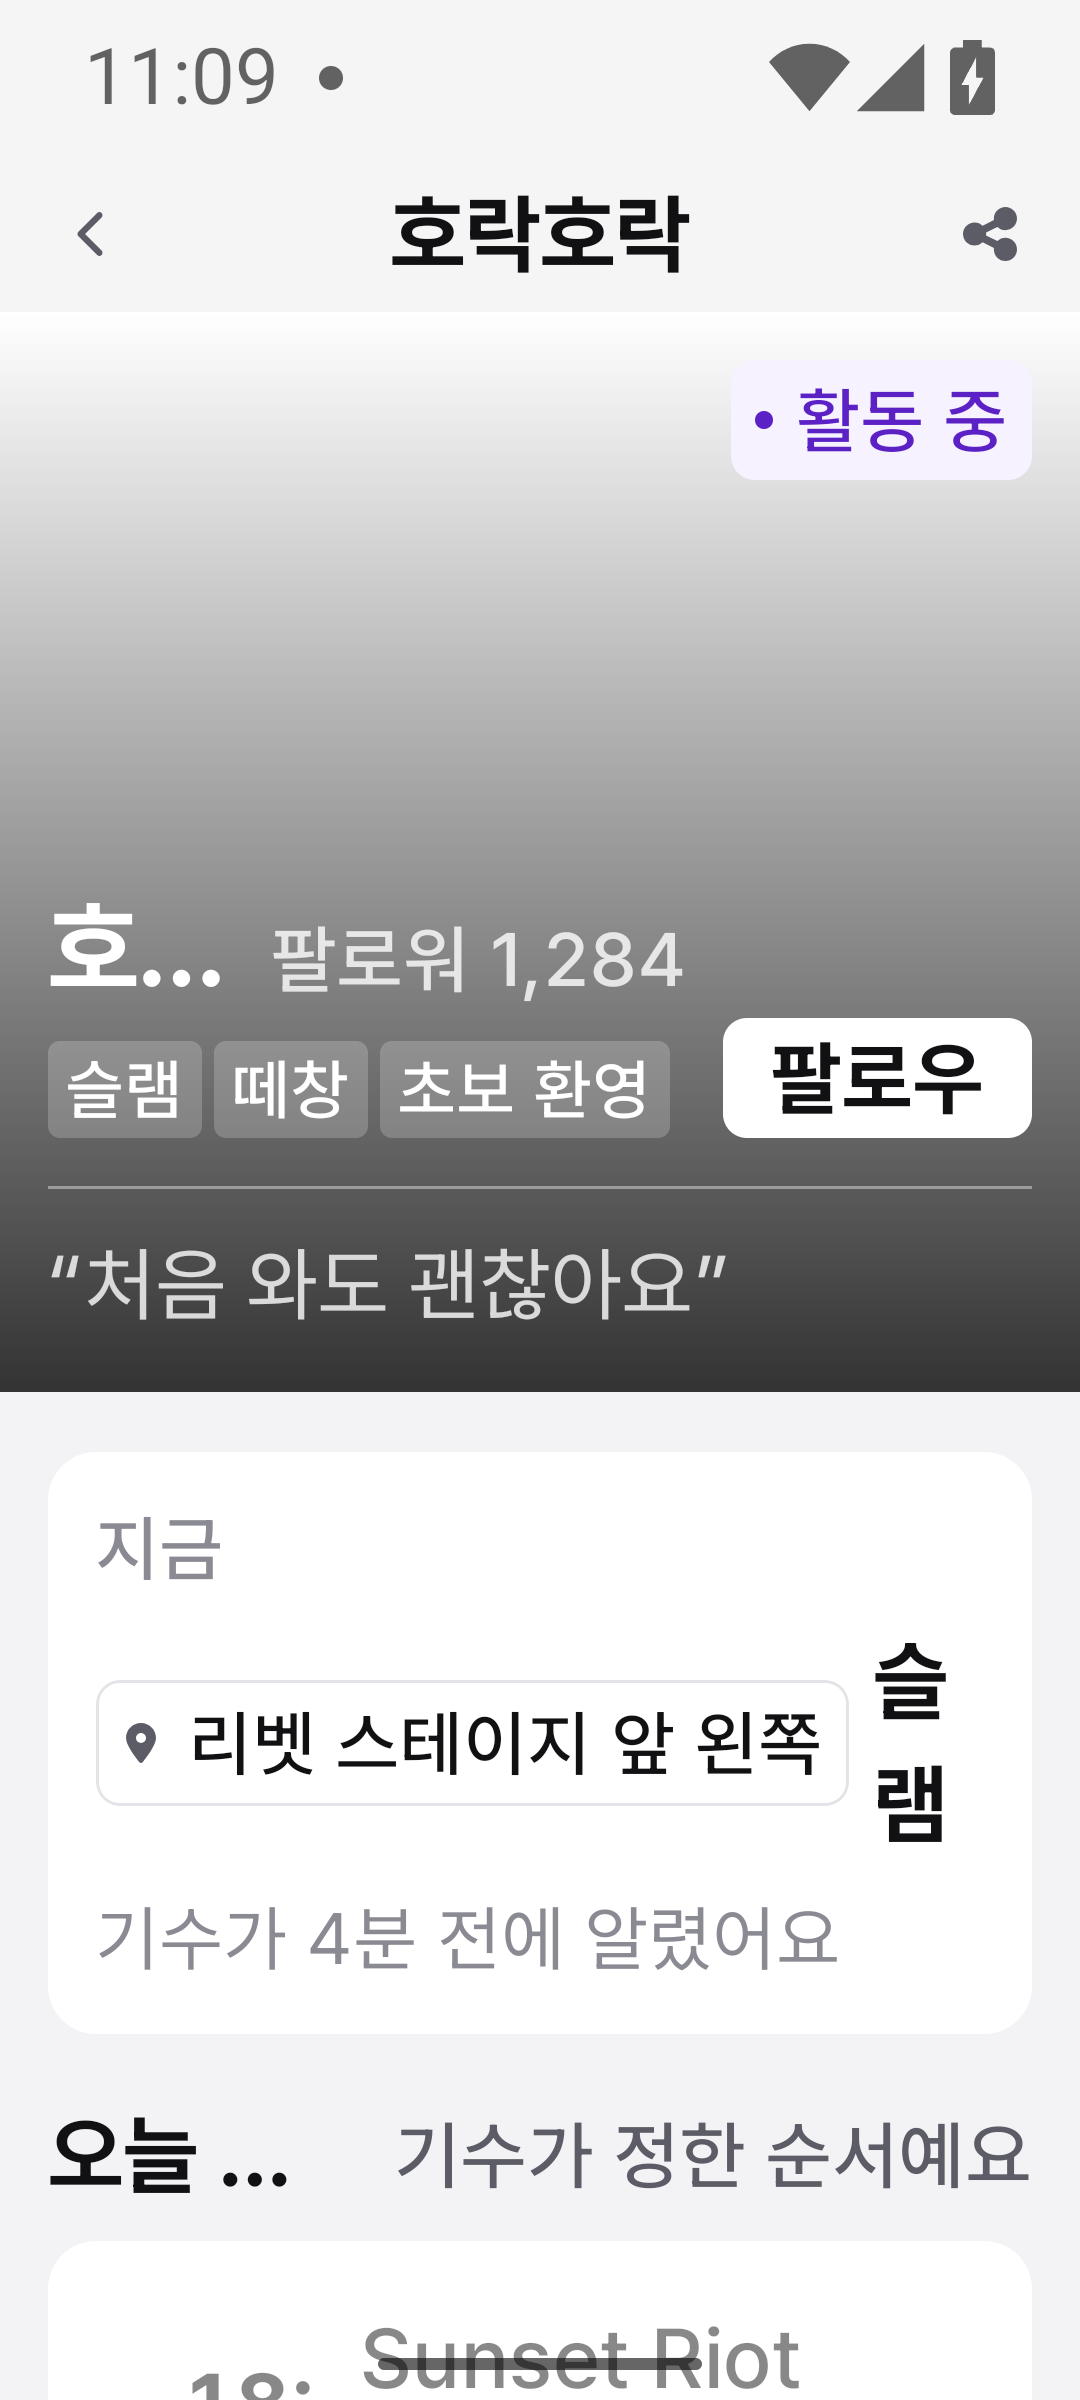 11:09
호락호락
활동 중
호... 팔로워 1,284
슬램 떼창 초보 환영 팔로우
“처음 와도 괜찮아요”
지금
리벳 스테이지 앞 왼쪽
슬
램
기수가 4분 전에 알렸어요
오늘 ... 기수가 정한 순서예요
Sunset Riot
18: